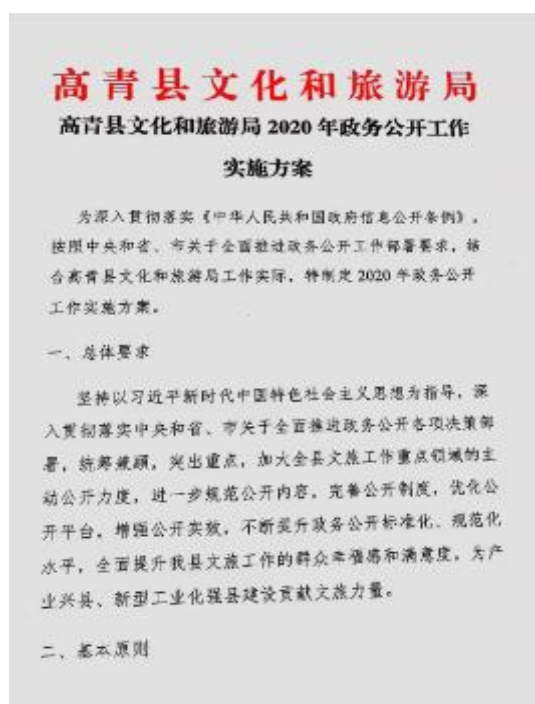 高青县文化和旅游局
高青县文化和旅游局 2020 年政务公开工作
实施方案
为深入贯彻落实《中华人民共和国政府信息公开条例》，
按照中央和省、市关于全面推进政务公开工作部署要求，结
合高青县文化和旅游局工作实际，特制定 2020 年政务公开
工作实施方案。
一、总体要求
坚持以习近平新时代中国特色社会主义思想为指导，深
入贯彻落实中央和省、市关于全面推进政务公开各项决策部
署，统筹兼顾，突出重点，加大全县文旅工作重点领域的主
动公开力度，进一步规范公开内容，完善公开制度，优化公
开平台，增强公开实效，不断提升政务公开标准化、规范化
水平，全面提升我县文旅工作的群众幸福感和满意度，为产
业兴县、新型工业化强县建设贡献文旅力量。
二、基本原则